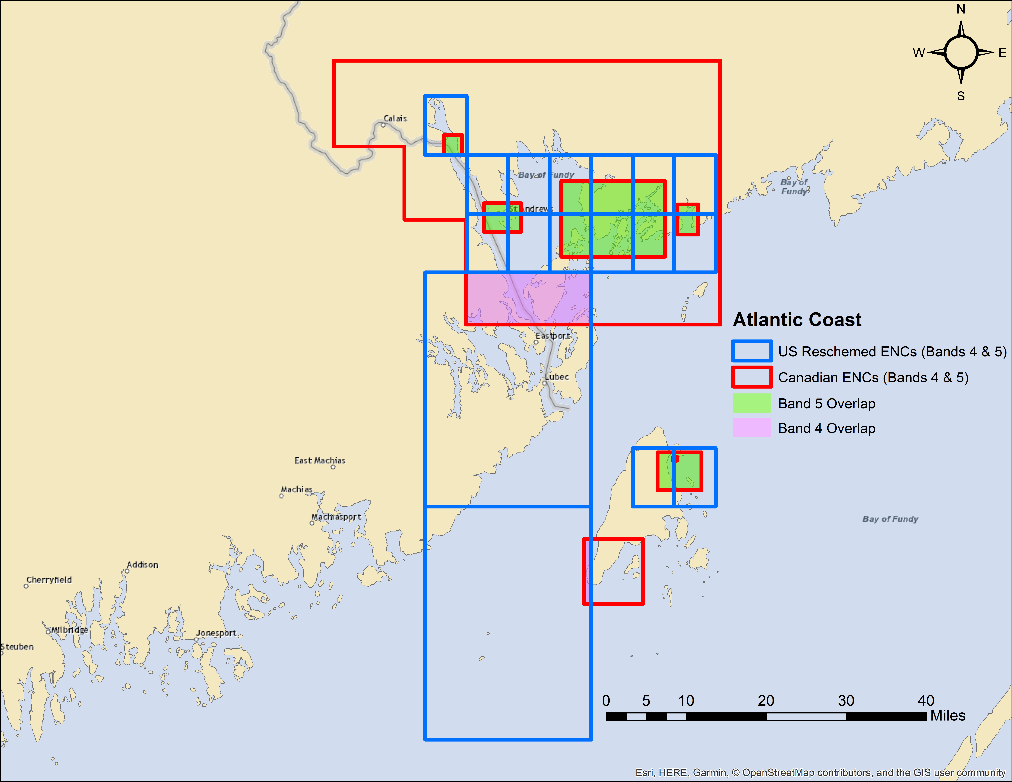 N
W
E
S
Calais
Bay of Fundy
Andrews
Bay of
Fundy
Atlantic Coast
US Reschemed ENCs (Bands 4 & 5)
Canadian ENCs (Bands 4 & 5)
Band 5 Overlap
Band 4 Overlap
Eastport
Lubec
East Machias
Machias
Machiasport
Bay of Fundy
Addison
Cherryfield
Milbridge
Jonesport
Steuben
0 5 10 20 30 40
Miles
Esri, HERE, Garmin, © OpenStreetMap contributors, and the GIS user community